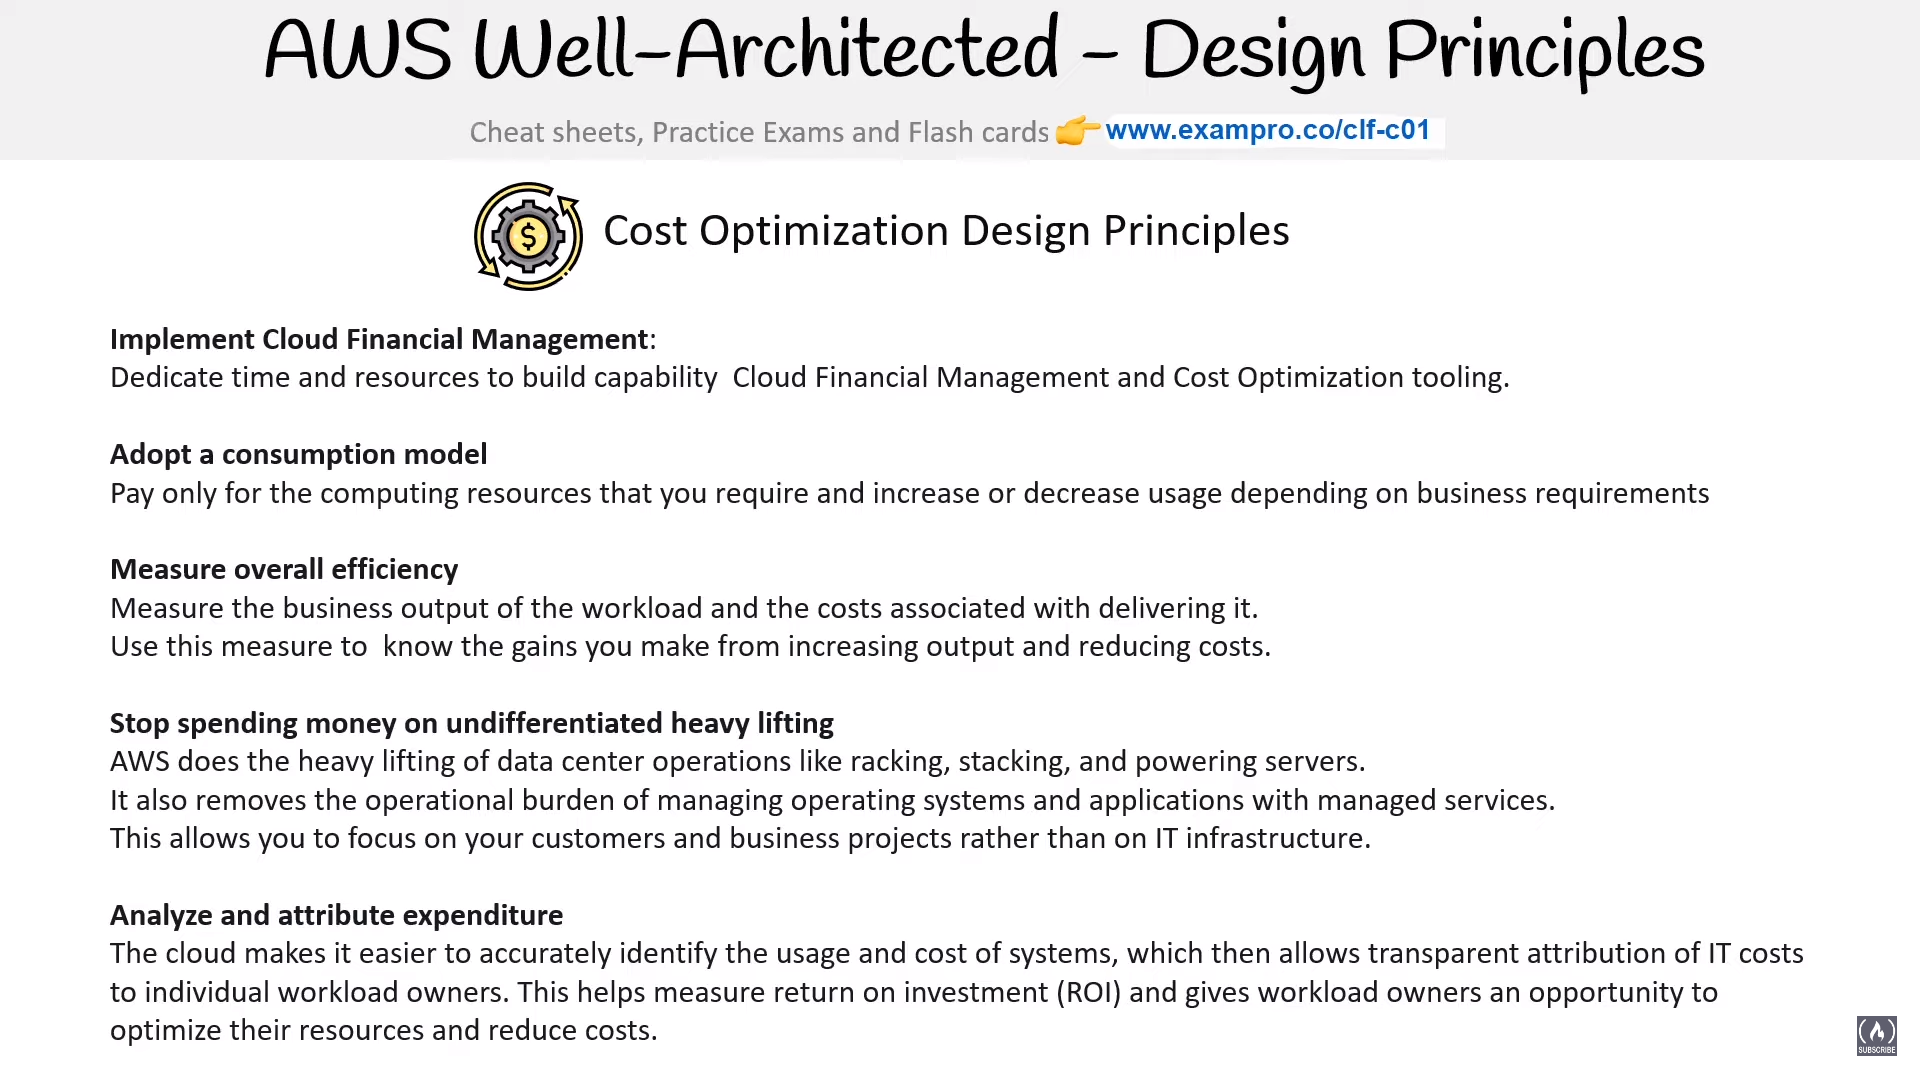 AWS Well-Architected - Design Principles
Cheat sheets, Practice Exams and Flash cards 👉 www.exampro.co/clf-c01
$
Cost Optimization Design Principles
Implement Cloud Financial Management:
Dedicate time and resources to build capability  Cloud Financial Management and Cost Optimization tooling.
Adopt a consumption model
Pay only for the computing resources that you require and increase or decrease usage depending on business requirements
Measure overall efficiency
Measure the business output of the workload and the costs associated with delivering it.
Use this measure to  know the gains you make from increasing output and reducing costs.
Stop spending money on undifferentiated heavy lifting
AWS does the heavy lifting of data center operations like racking, stacking, and powering servers.
It also removes the operational burden of managing operating systems and applications with managed services.
This allows you to focus on your customers and business projects rather than on IT infrastructure.
Analyze and attribute expenditure
The cloud makes it easier to accurately identify the usage and cost of systems, which then allows transparent attribution of IT costs
to individual workload owners. This helps measure return on investment (ROI) and gives workload owners an opportunity to
optimize their resources and reduce costs.
SUBSCRIBE